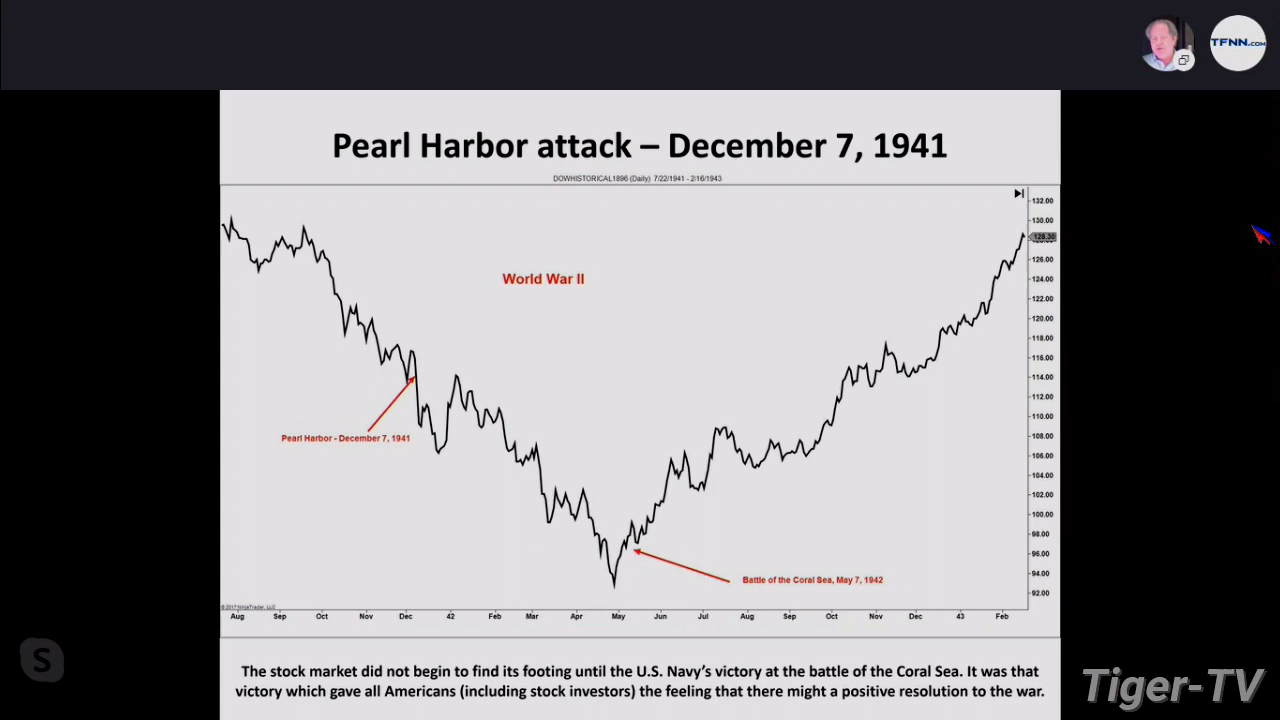 TFNN.COM
Pearl Harbor attack – December 7, 1941
DOWHISTORICAL1896 (Daily) 7/22/1941 - 2/16/1943
132.00
130.00
128.30
126.00
World War II
124.00
122.00
120.00
118.00
116.00
114.00
112.00
110.00
Pearl Harbor - December 7, 1941
108.00
106.00
104.00
102.00
100.00
98.00
96.00
Battle of the Coral Sea, May 7, 1942
94.00
92.00
© 2017 NinjaTrader, LLC
Aug Sep Oct Nov Dec 42 Feb Mar Apr May Jun Jul Aug Sep Oct Nov Dec 43 Feb
S
The stock market did not begin to find its footing until the U.S. Navy’s victory at the battle of the Coral Sea. It was that
victory which gave all Americans (including stock investors) the feeling that there might a positive resolution to the war.
Tiger-TV